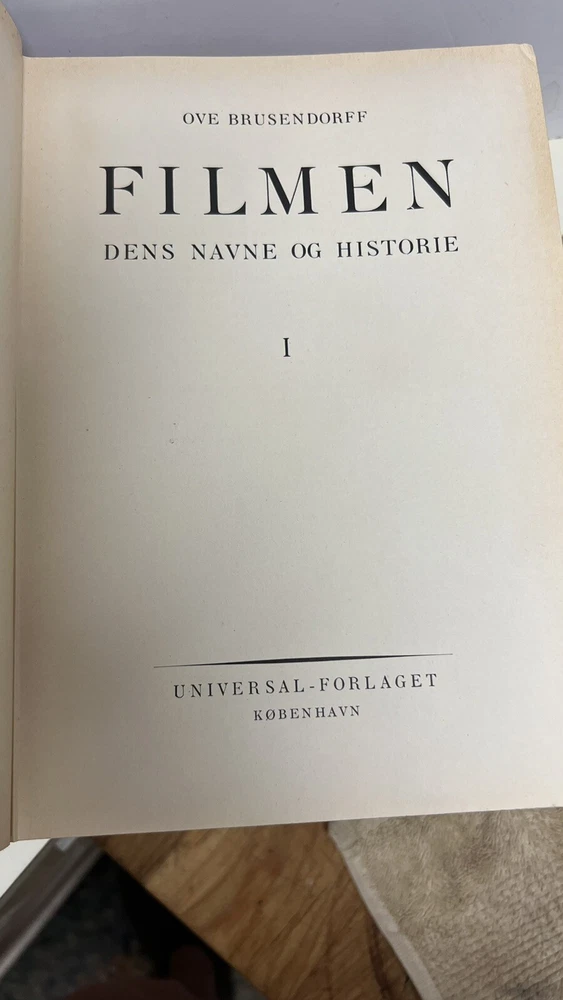 OVE BRUSENDORFF
FILMEN
DENS NAVNE OG HISTORIE
I
UNIVERSAL-FORLAGET
KØBENHAVN